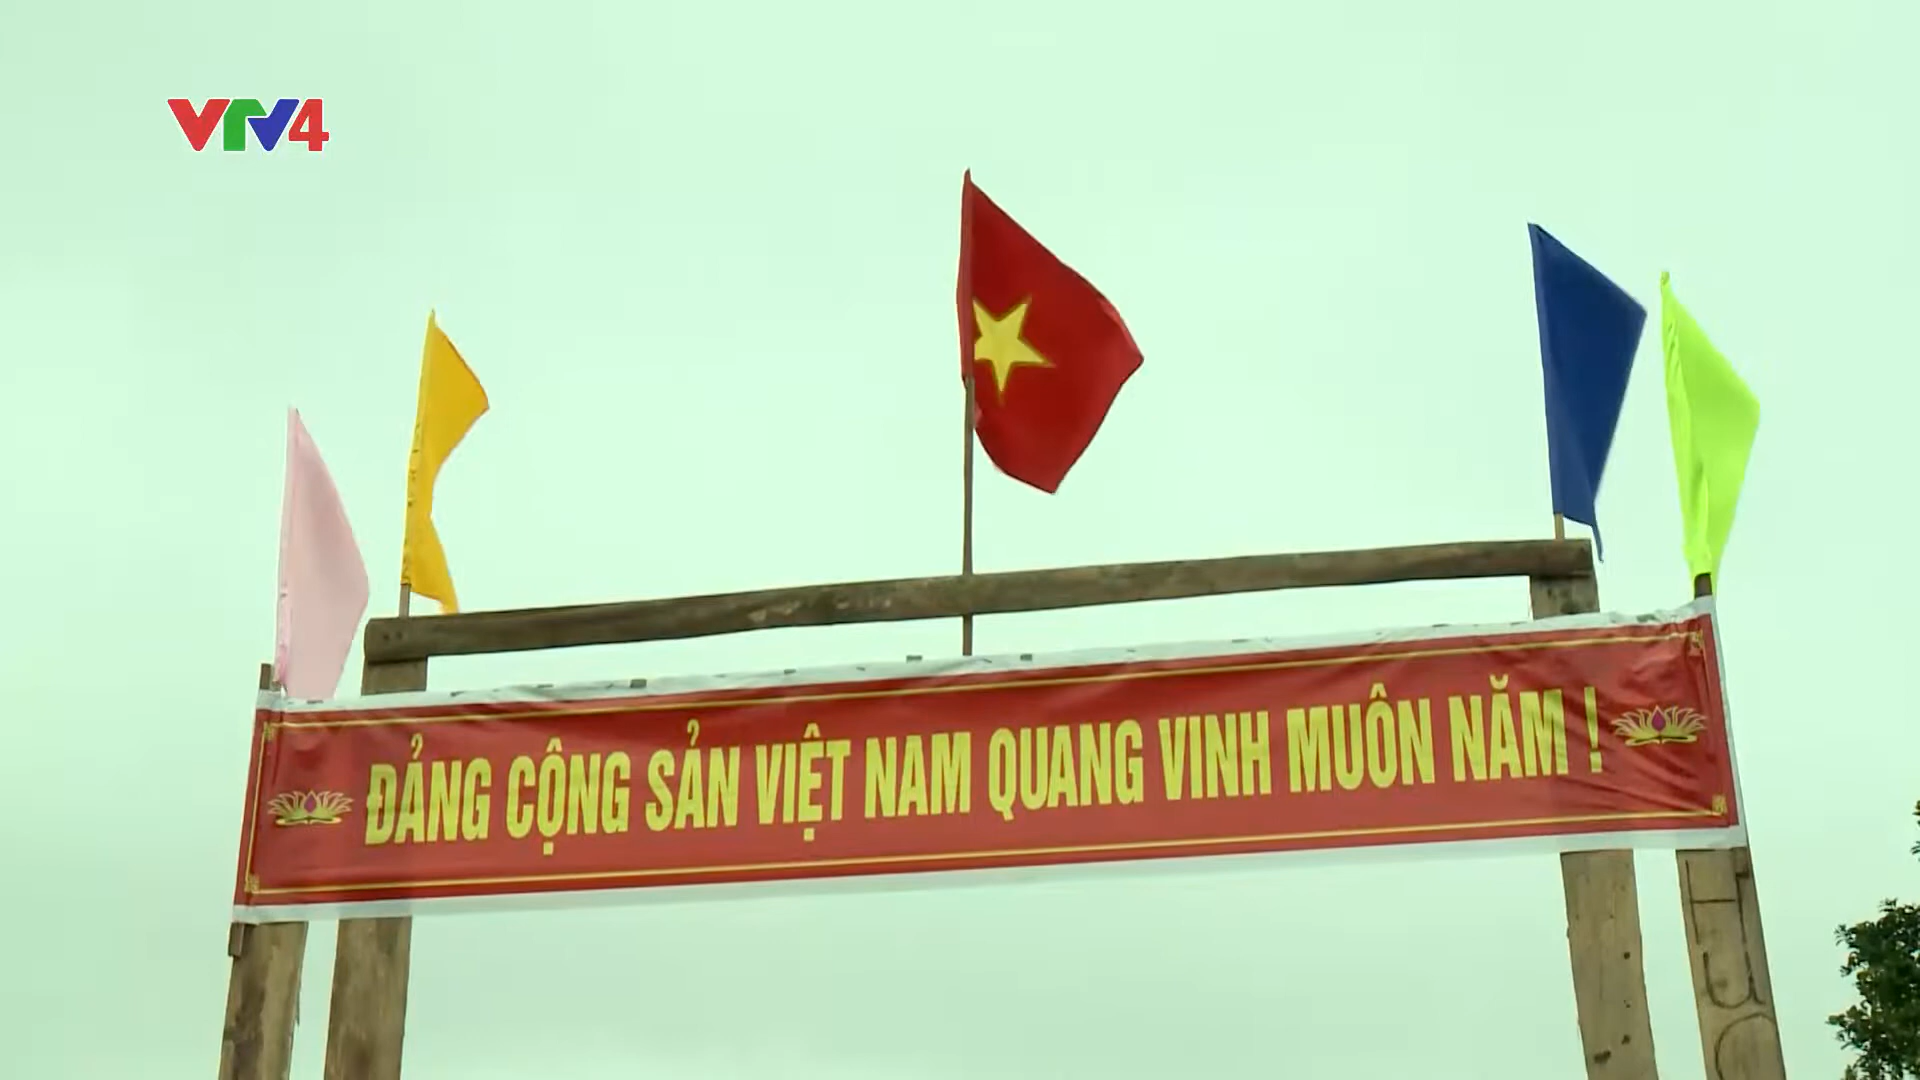 VTV4
ĐẢNG CỘNG SẢN VIỆT NAM QUANG VINH MUÔN NĂM !